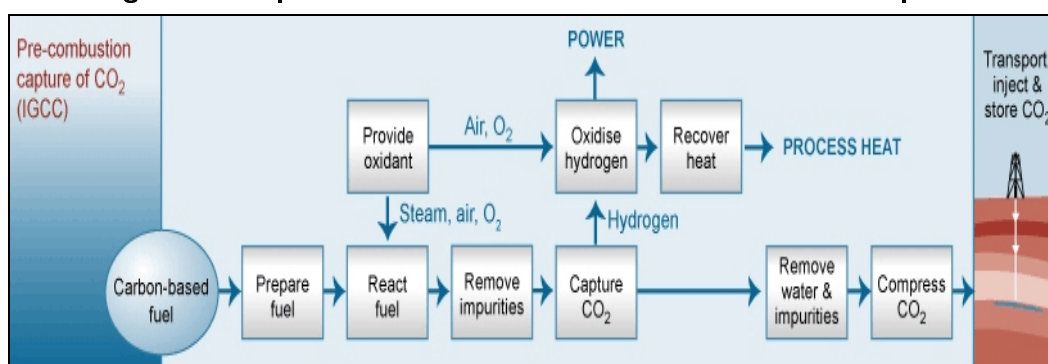 Pre-combustion
capture of CO₂
(IGCC)
POWER
Transport
inject &
store CO₂
Provide
oxidant
Air, O₂
Oxidise
hydrogen
Recover
heat
PROCESS HEAT
Steam, air, O₂
Hydrogen
Carbon-based
fuel
Prepare
fuel
React
fuel
Remove
impurities
Capture
CO₂
Remove
water &
impurities
Compress
CO₂